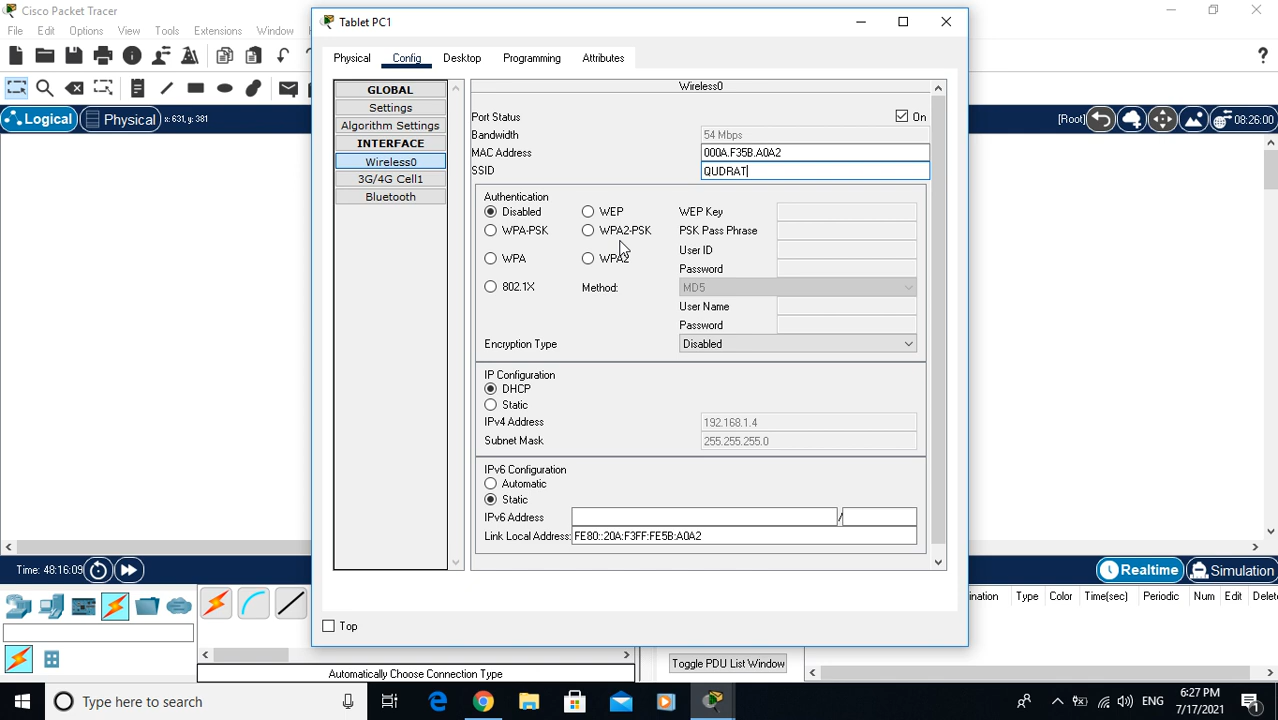 Cisco Packet Tracer
File Edit Options View Tools Extensions Window
Tablet PC1
Physical Config Desktop Programming Attributes
Logical Physical x: 631, y: 381
[Root] 08:26:00
GLOBAL
Settings
Algorithm Settings
INTERFACE
Wireless0
3G/4G Cell1
Bluetooth
Wireless0
Port Status On
Bandwidth 54 Mbps
MAC Address 000A.F35B.A0A2
SSID QUDRAT
Authentication
Disabled WEP WEP Key
WPA-PSK WPA2-PSK PSK Pass Phrase
User ID
WPA WPA2
Password
802.1X Method: MD5
User Name
Password
Encryption Type Disabled
IP Configuration
DHCP
Static
IPv4 Address 192.168.1.4
Subnet Mask 255.255.255.0
IPv6 Configuration
Automatic
Static
IPv6 Address /
Link Local Address: FE80::20A:F3FF:FE5B:A0A2
Top
Time: 48:16:09
Realtime Simulation
ination Type Color Time(sec) Periodic Num Edit Delete
Automatically Choose Connection Type
Toggle PDU List Window
Type here to search
ENG
6:27 PM
7/17/2021
1